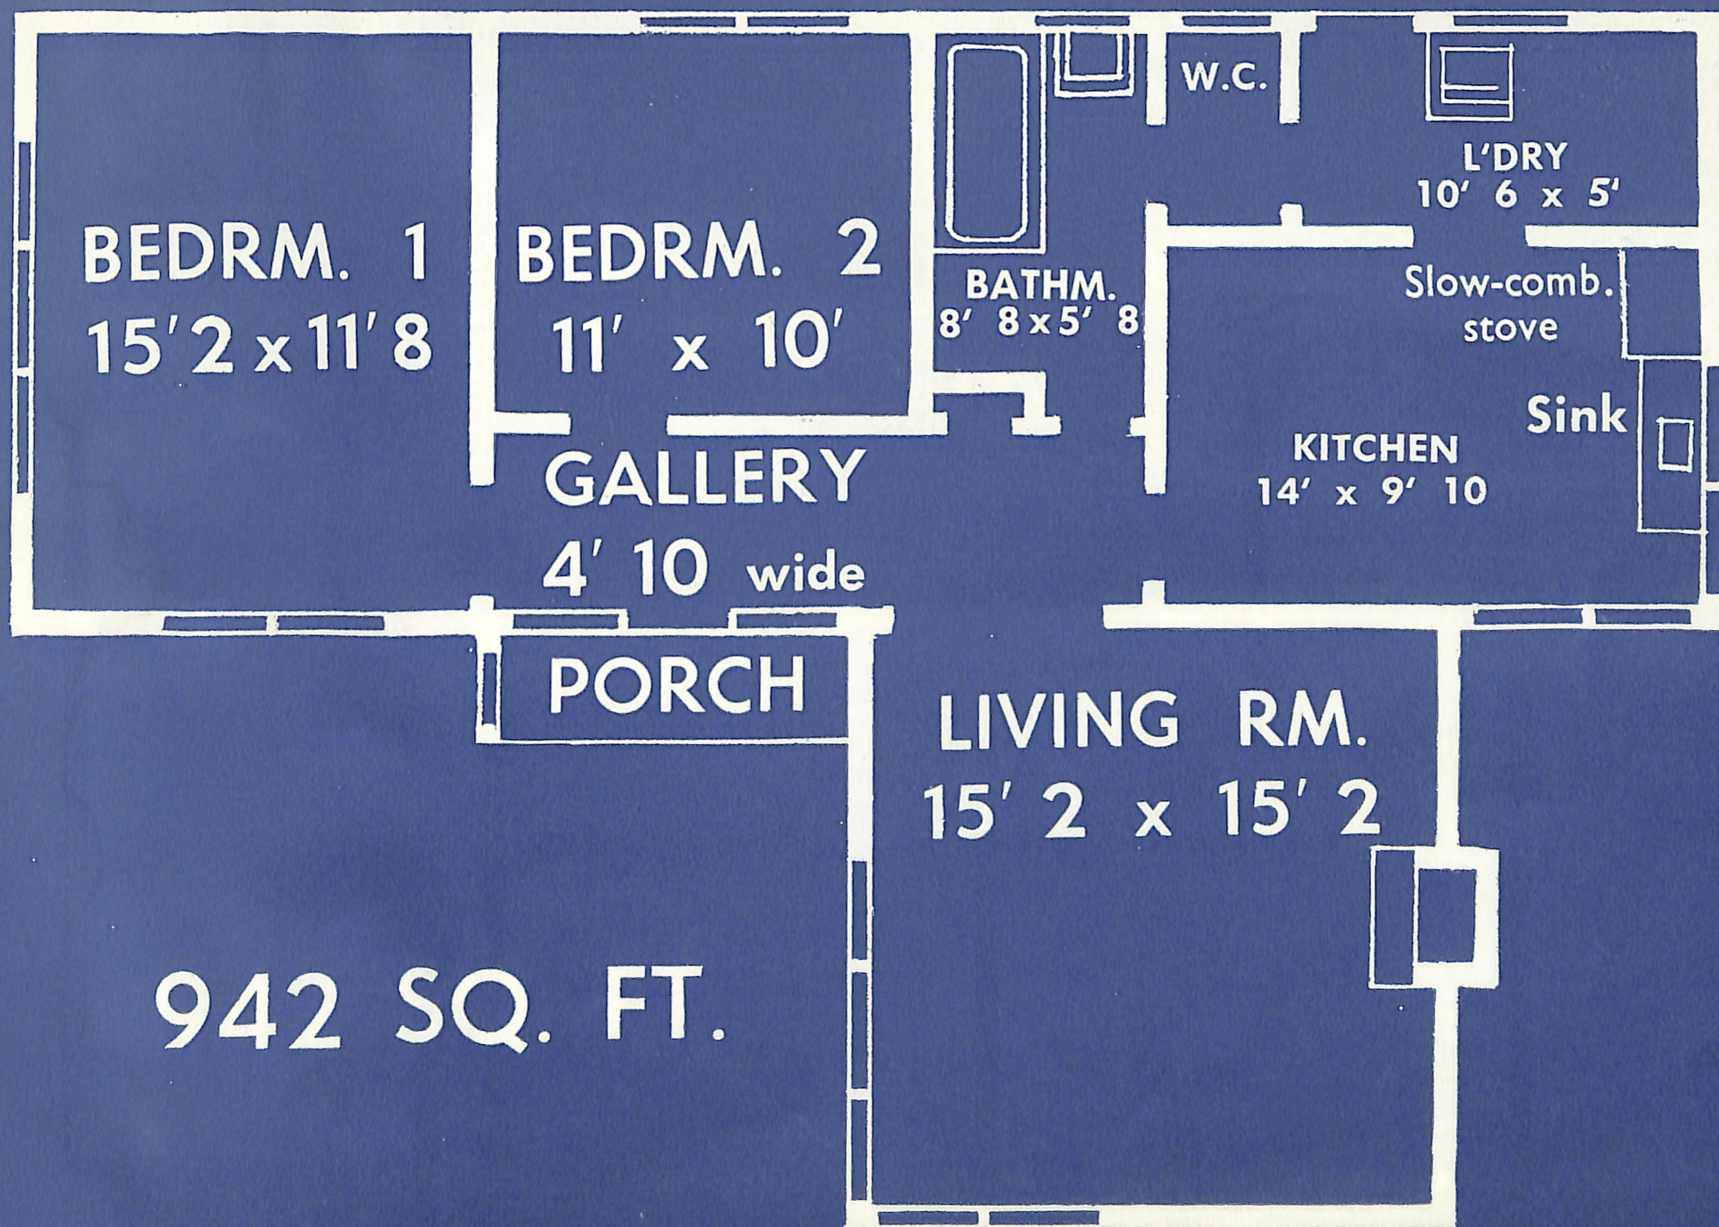 BEDRM. 1
15' 2 x 11' 8
BEDRM. 2
11' x 10'
BATHM.
8' 8 x 5' 8
W.C.
L'DRY
10' 6 x 5'
Slow-comb.
stove
Sink
KITCHEN
14' x 9' 10
GALLERY
4' 10 wide
PORCH
LIVING RM.
15' 2 x 15' 2
942 SQ. FT.